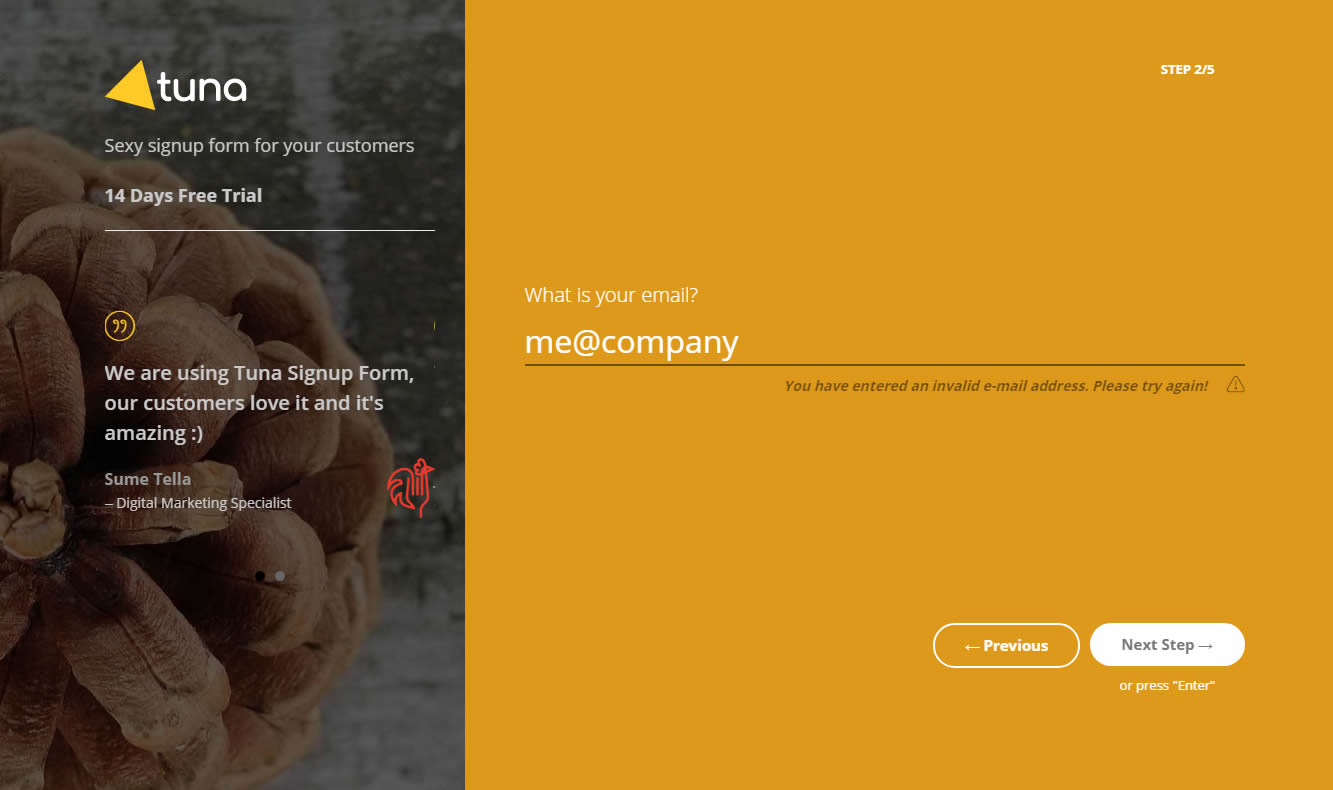 tuna
Sexy signup form for your customers
14 Days Free Trial
We are using Tuna Signup Form,
our customers love it and it's
amazing :)
Sume Tella
– Digital Marketing Specialist
STEP 2/5
What is your email?
me@company
You have entered an invalid e-mail address. Please try again!
← Previous
Next Step →
or press "Enter"